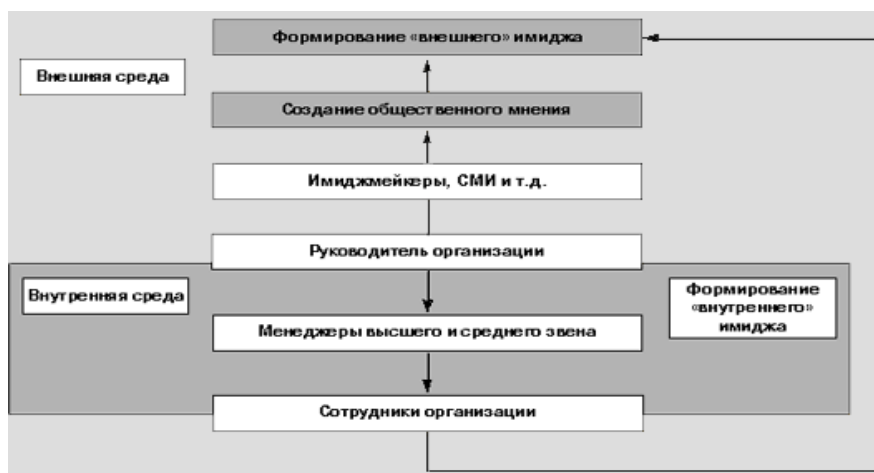 Формирование «внешнего» имиджа
Внешняя среда
Создание общественного мнения
Имиджмейкеры, СМИ и т.д.
Руководитель организации
Внутренняя среда
Формирование
«внутреннего»
имиджа
Менеджеры высшего и среднего звена
Сотрудники организации